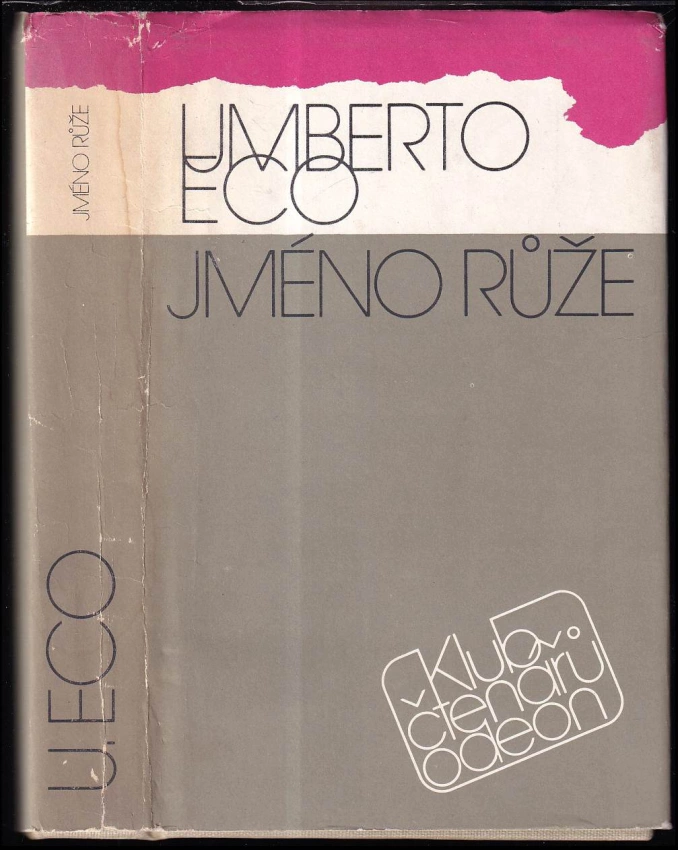 JMÉNO RŮŽE
U. ECO
UMBERTO
ECO
JMÉNO RŮŽE
Klub
čtenářů
odeon